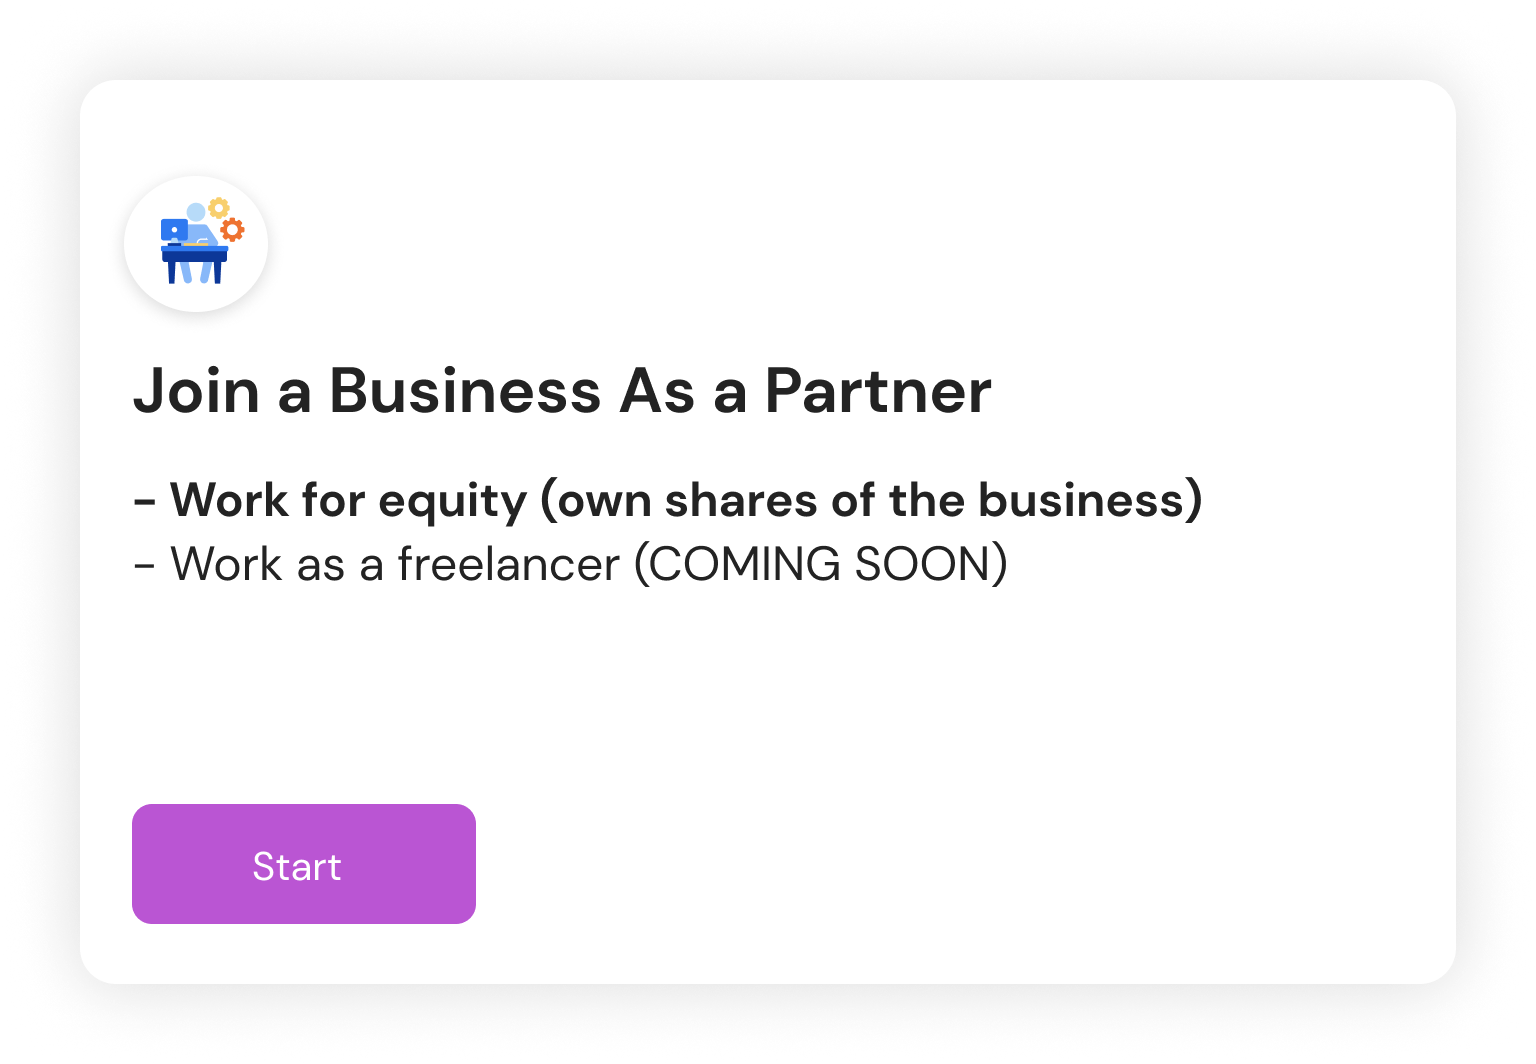 Join a Business As a Partner
- Work for equity (own shares of the business)
- Work as a freelancer (COMING SOON)
Start